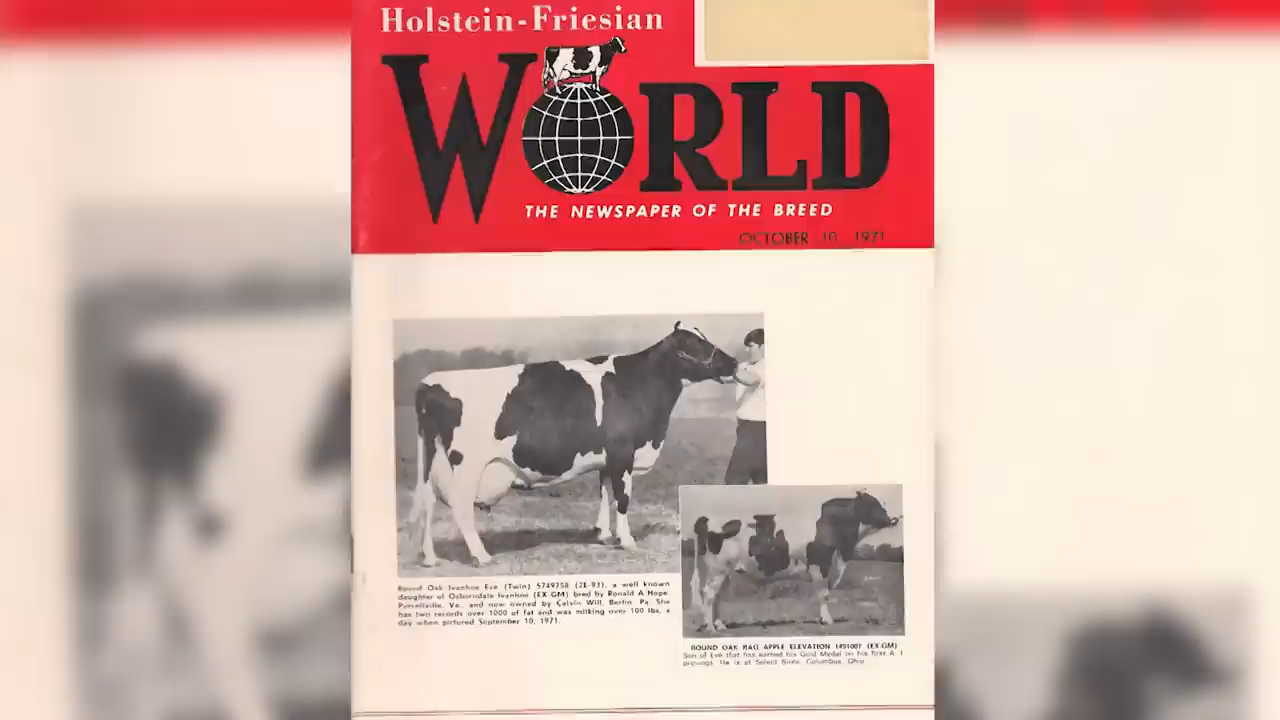 Holstein-Friesian
WORLD
THE NEWSPAPER OF THE BREED
OCTOBER 10, 1971
Round Oak Ivanhoe Eve (Twin) 5749758 (2E-93), a well known
daughter of Osborndale Ivanhoe (EX-GM) bred by Ronald A Hope,
Purcellville, Va. and now owned by Calvin Will, Berlin, Pa. She
has two records over 1000 of fat and was milking over 100 lbs. a
day when pictured September 10, 1971.
ROUND OAK RAG APPLE ELEVATION 1491007 (EX-GM)
Son of Eve that has earned his Gold Medal on his first A. I.
provings. He is at Select Sires, Columbus, Ohio